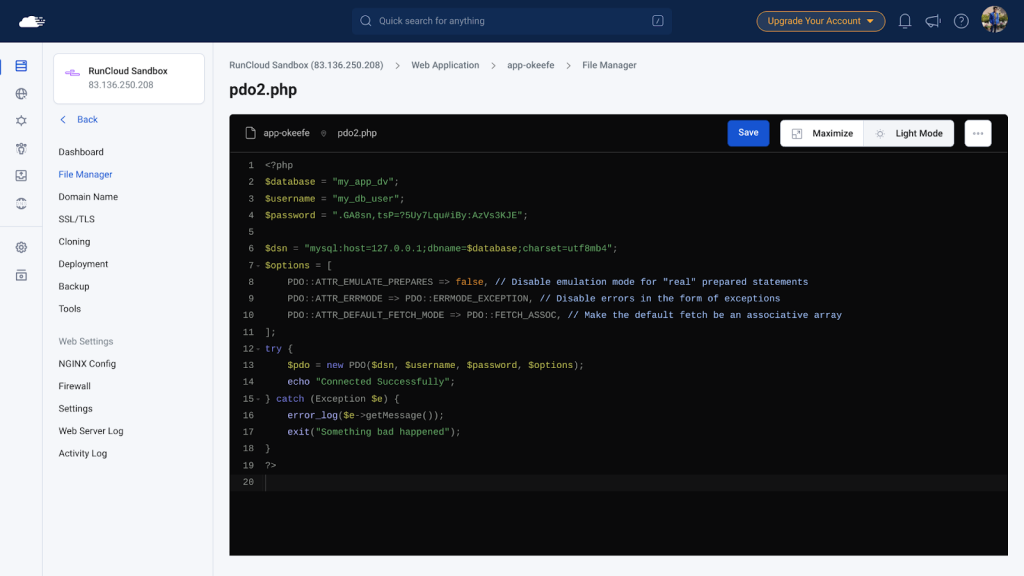 Quick search for anything
/
Upgrade Your Account
RunCloud Sandbox
83.136.250.208
Back
Dashboard
File Manager
Domain Name
SSL/TLS
Cloning
Deployment
Backup
Tools
Web Settings
NGINX Config
Firewall
Settings
Web Server Log
Activity Log
RunCloud Sandbox (83.136.250.208) > Web Application > app-okeefe > File Manager
pdo2.php
app-okeefe pdo2.php
Save
Maximize
Light Mode
1 <?php
2 $database = "my_app_dv";
3 $username = "my_db_user";
4 $password = ".GA8sn,tsP=?5Uy7Lqu#iBy:AzVs3KJE";
5
6 $dsn = "mysql:host=127.0.0.1;dbname=$database;charset=utf8mb4";
7 $options = [
8 PDO::ATTR_EMULATE_PREPARES => false, // Disable emulation mode for "real" prepared statements
9 PDO::ATTR_ERRMODE => PDO::ERRMODE_EXCEPTION, // Disable errors in the form of exceptions
10 PDO::ATTR_DEFAULT_FETCH_MODE => PDO::FETCH_ASSOC, // Make the default fetch be an associative array
11 ];
12 try {
13 $pdo = new PDO($dsn, $username, $password, $options);
14 echo "Connected Successfully";
15 } catch (Exception $e) {
16 error_log($e->getMessage());
17 exit("Something bad happened");
18 }
19 ?>
20